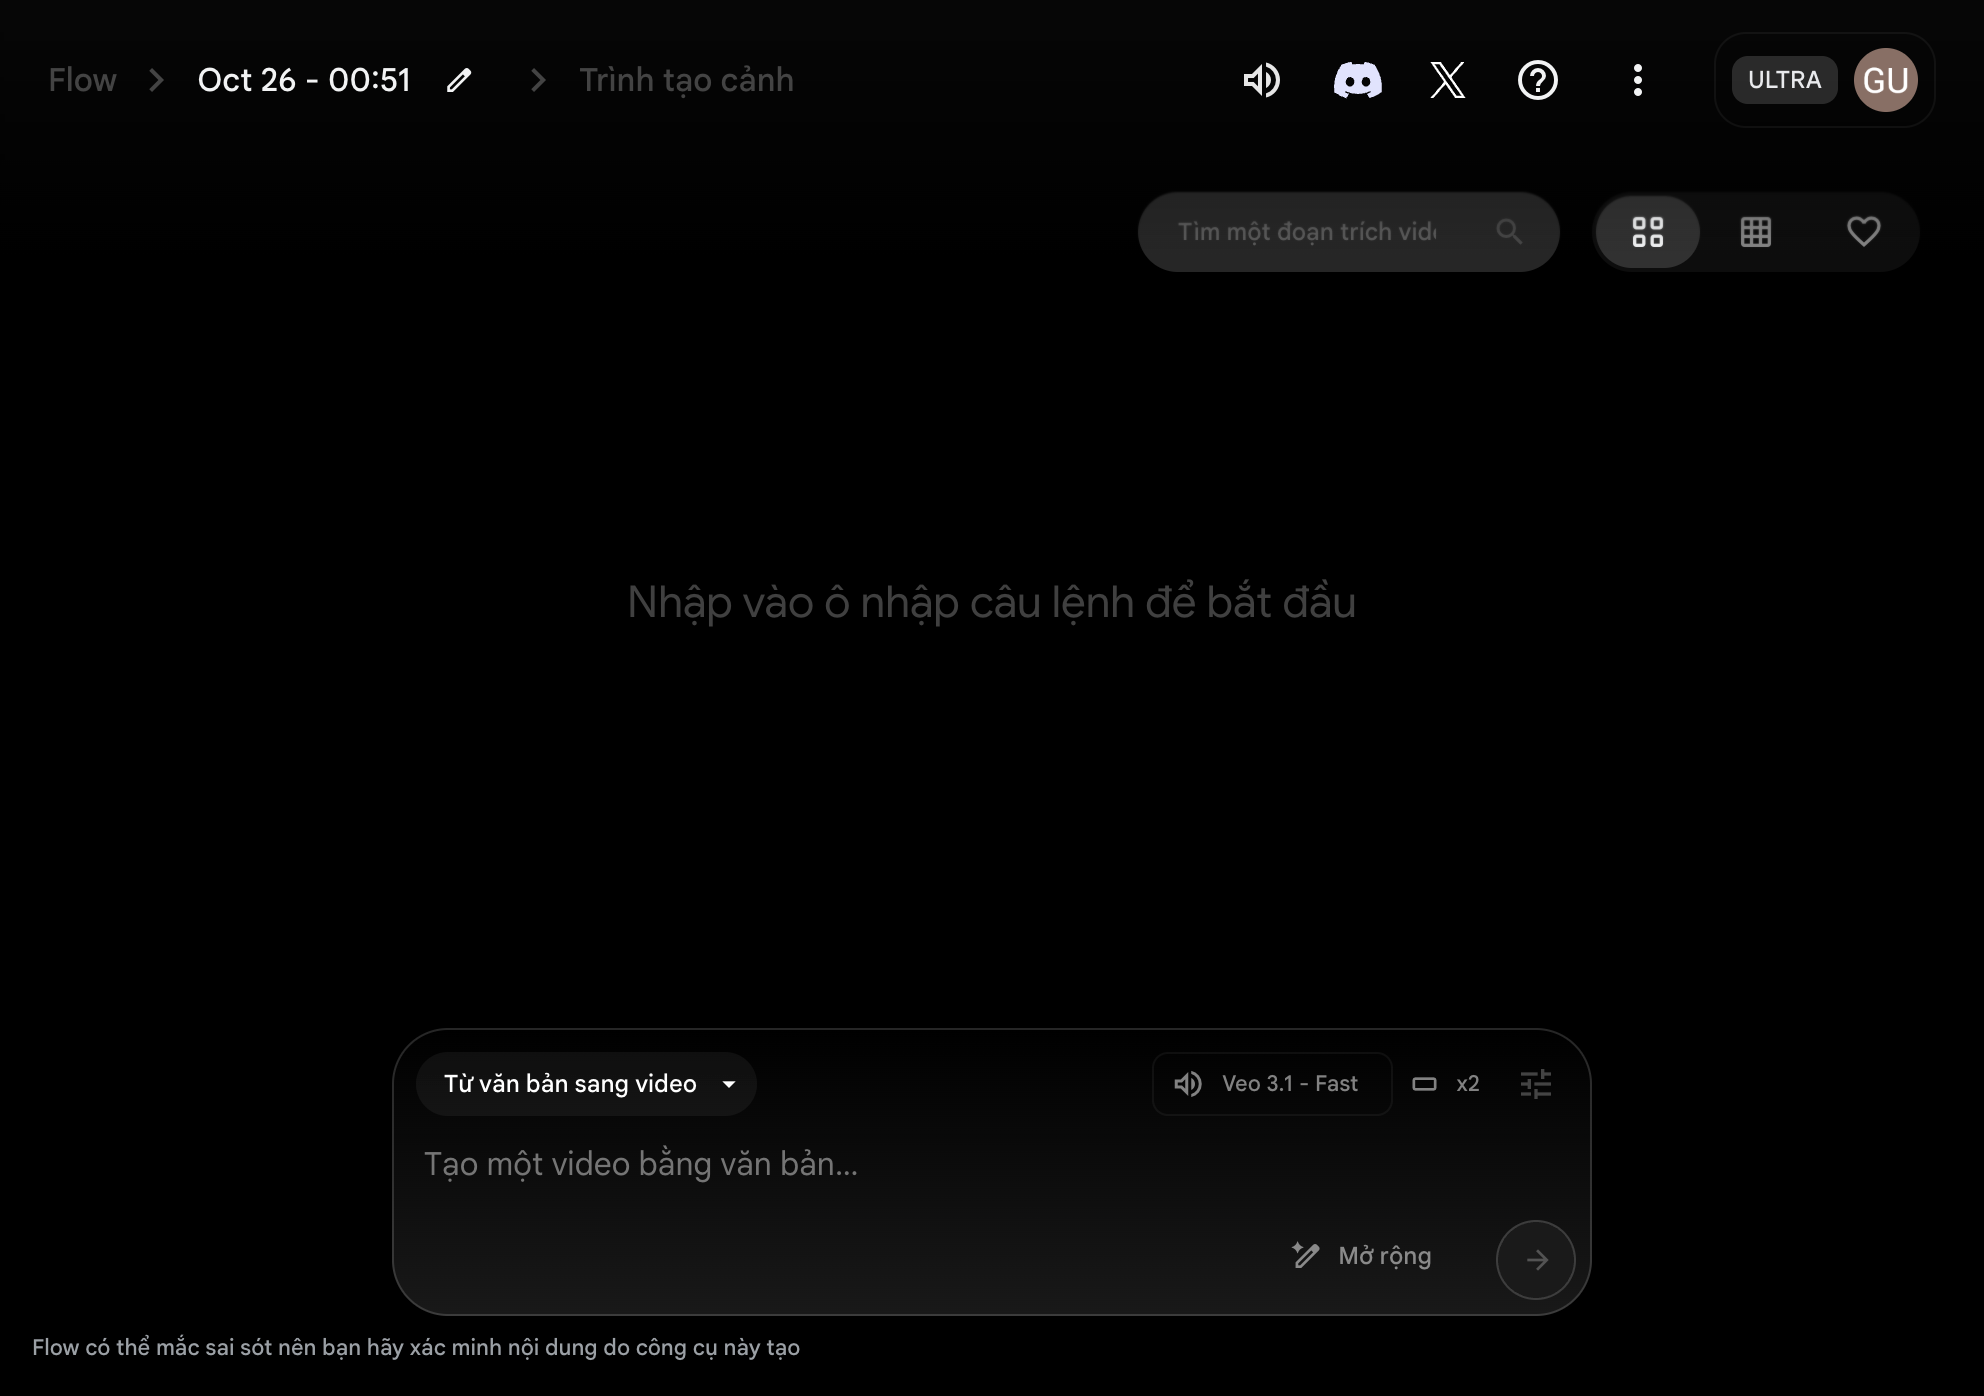 Flow
Oct 26 - 00:51
Trình tạo cảnh
ULTRA
GU
Tìm một đoạn trích
Nhập vào ô nhập câu lệnh để bắt đầu
Từ văn bản sang video
Veo 3.1 - Fast
x2
Tạo một video bằng văn bản...
Mở rộng
Flow có thể mắc sai sót nên bạn hãy xác minh nội dung do công cụ này tạo